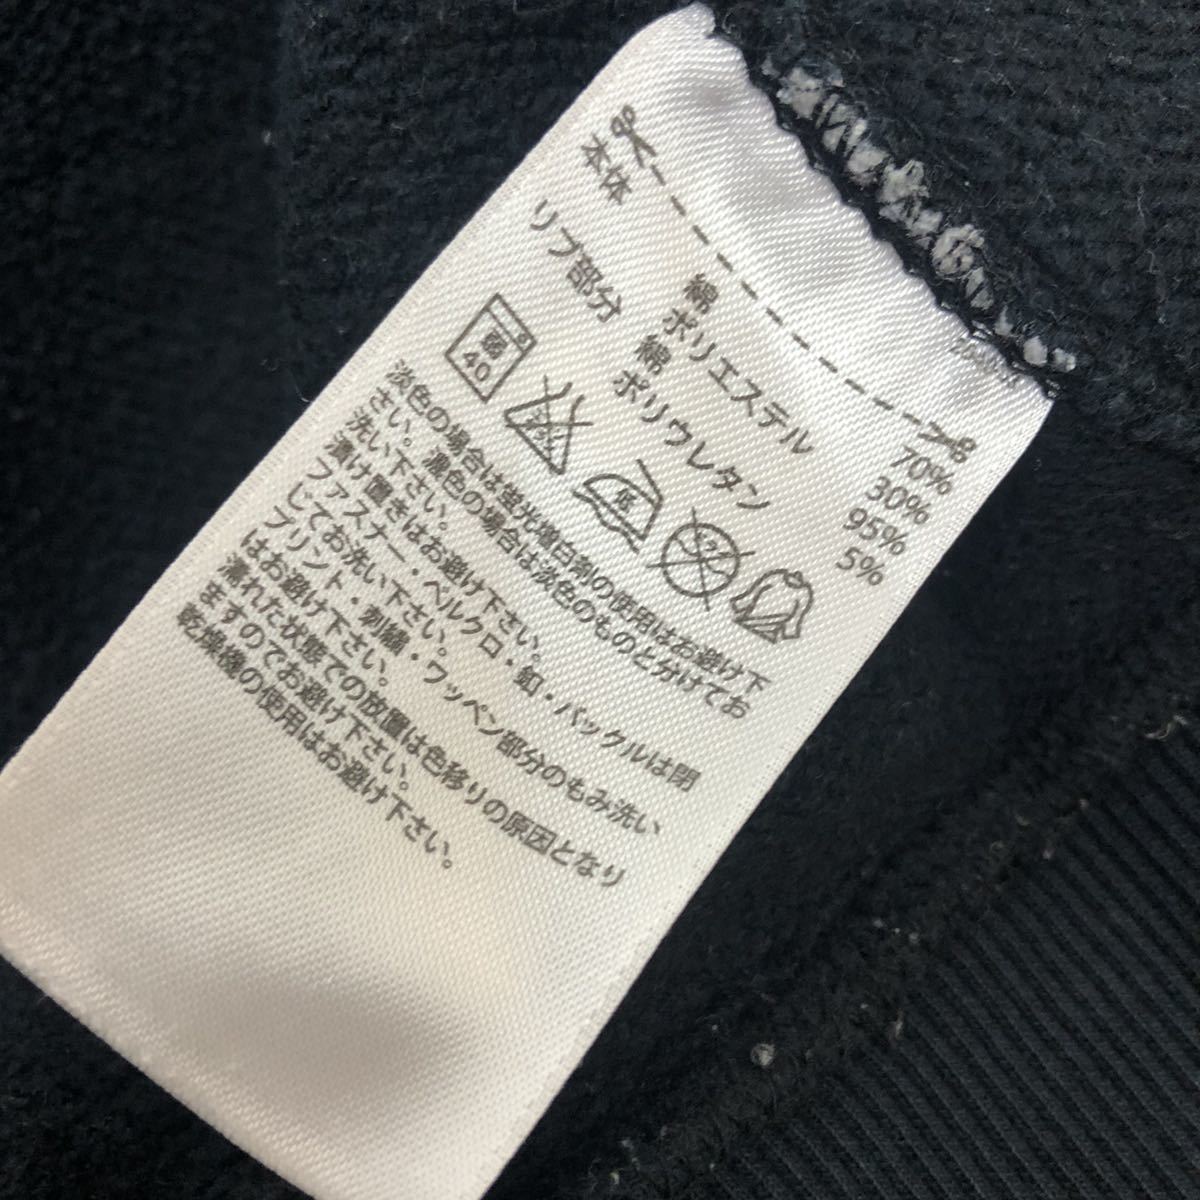 本体 綿 70%
ポリエステル 30%
リブ部分 綿 95%
ポリウレタン 5%
40
低
淡色の場合は蛍光増白剤の使用はお避け下
さい。濃色の場合は淡色のものと分けてお
洗い下さい。
漬け置きはお避け下さい。
ファスナー・ベルクロ・釦・バックルは閉
じてお洗い下さい。
プリント・刺繍・ワッペン部分のもみ洗い
はお避け下さい。
濡れた状態での放置は色移りの原因となり
ますのでお避け下さい。
乾燥機の使用はお避け下さい。